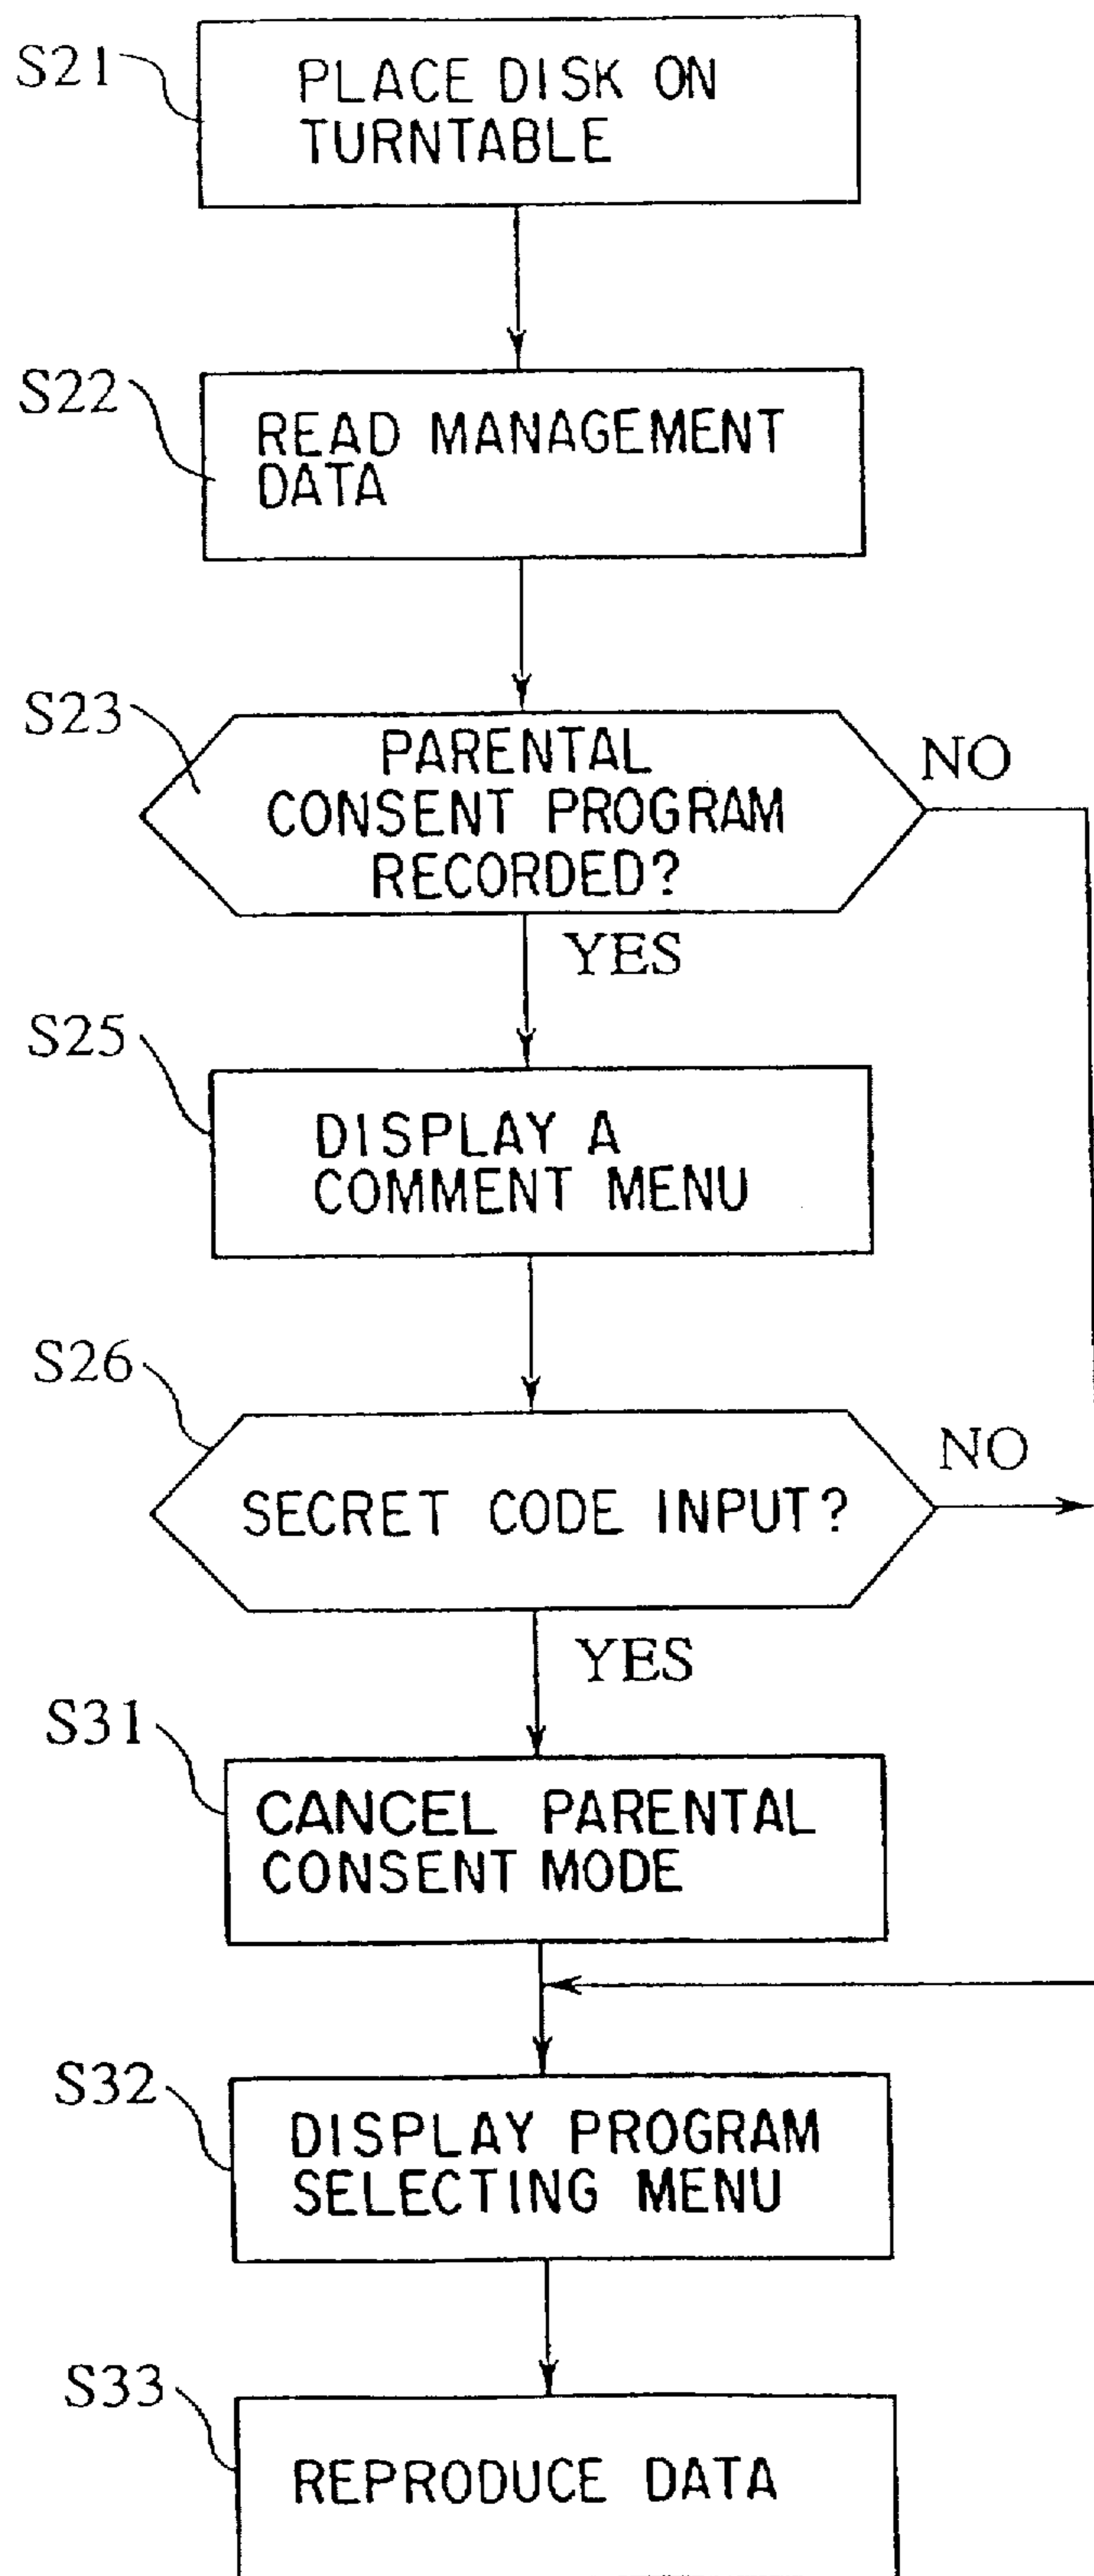 S21
PLACE DISK ON
TURNTABLE
S22
READ MANAGEMENT
DATA
S23
PARENTAL
CONSENT PROGRAM
RECORDED?
NO
YES
S25
DISPLAY A
COMMENT MENU
S26
SECRET CODE INPUT?
NO
YES
S31
CANCEL PARENTAL
CONSENT MODE
S32
DISPLAY PROGRAM
SELECTING MENU
S33
REPRODUCE DATA